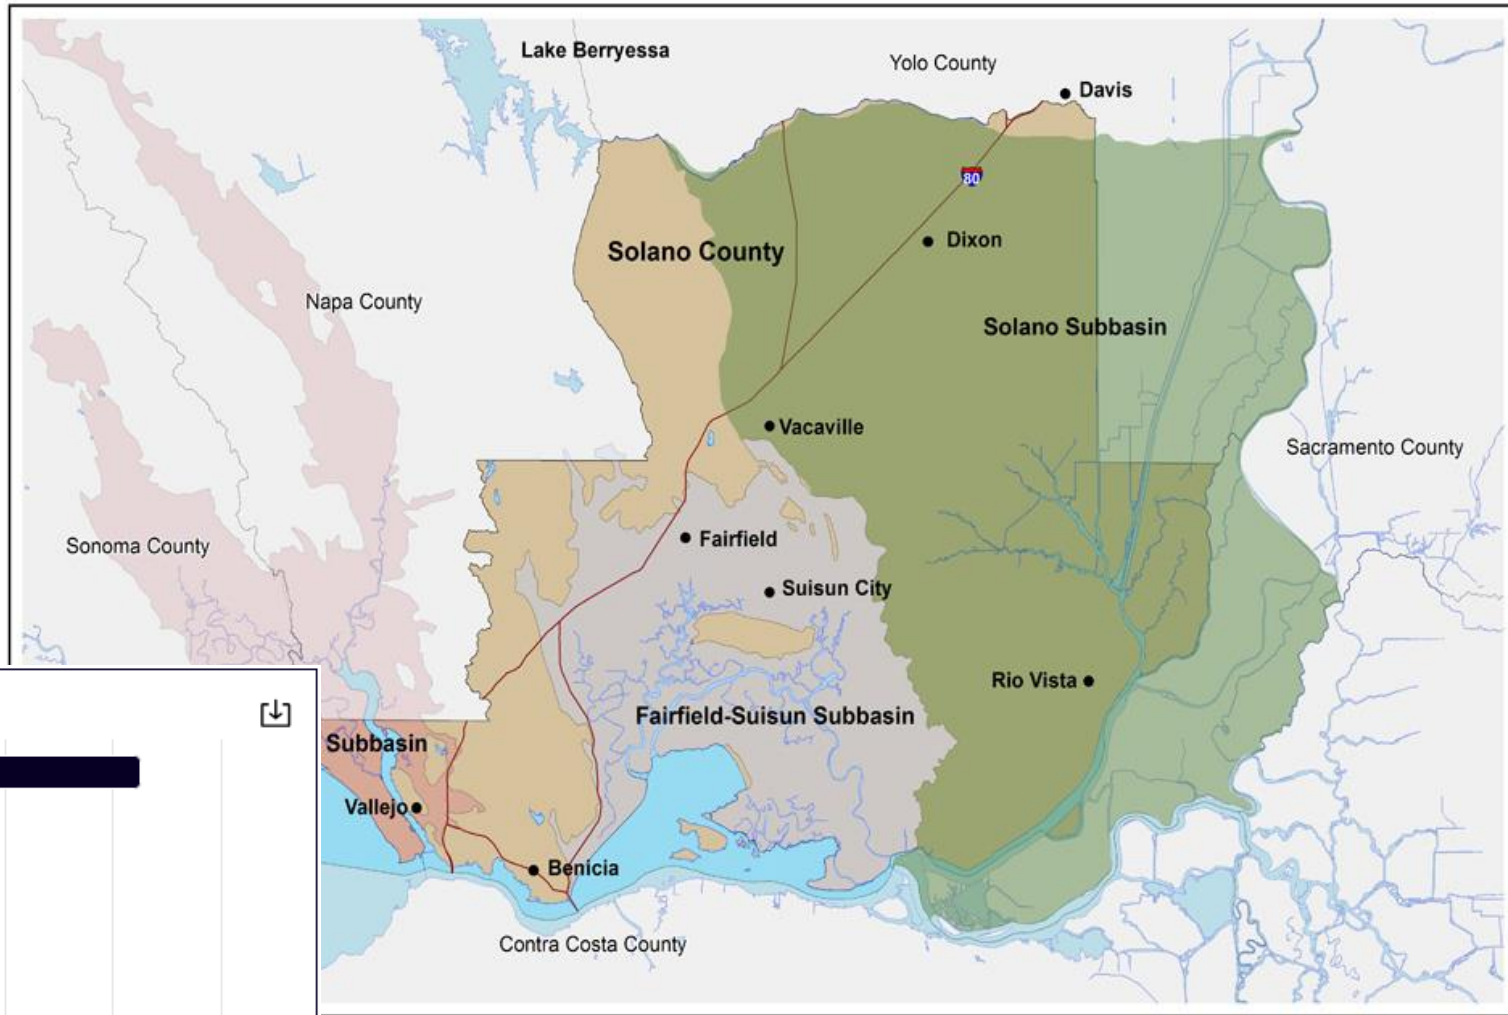 Lake Berryessa
Yolo County
Davis
80
Dixon
Solano County
Napa County
Solano Subbasin
Vacaville
Sacramento County
Fairfield
Sonoma County
Suisun City
Rio Vista
Fairfield-Suisun Subbasin
Subbasin
Vallejo
Benicia
Contra Costa County